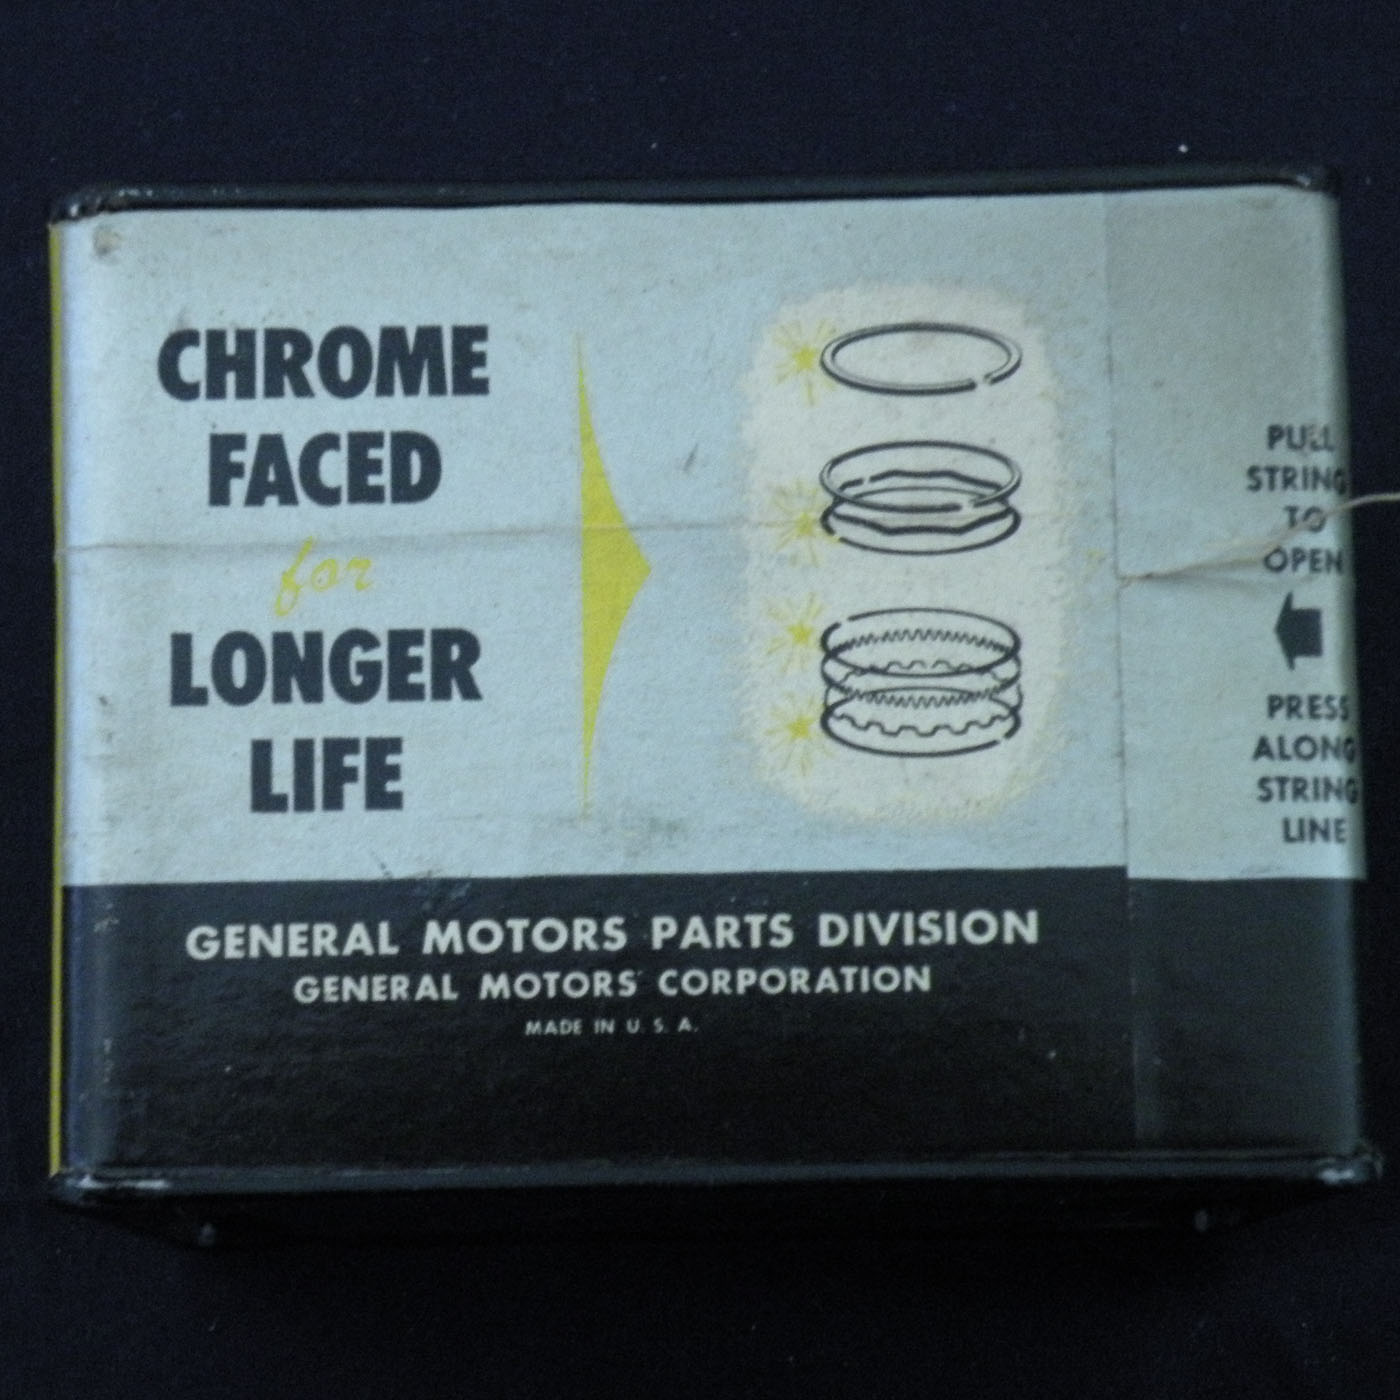 CHROME
FACED
for
LONGER
LIFE
PULL
STRING
TO
OPEN
PRESS
ALONG
STRING
LINE
GENERAL MOTORS PARTS DIVISION
GENERAL MOTORS CORPORATION
MADE IN U. S. A.